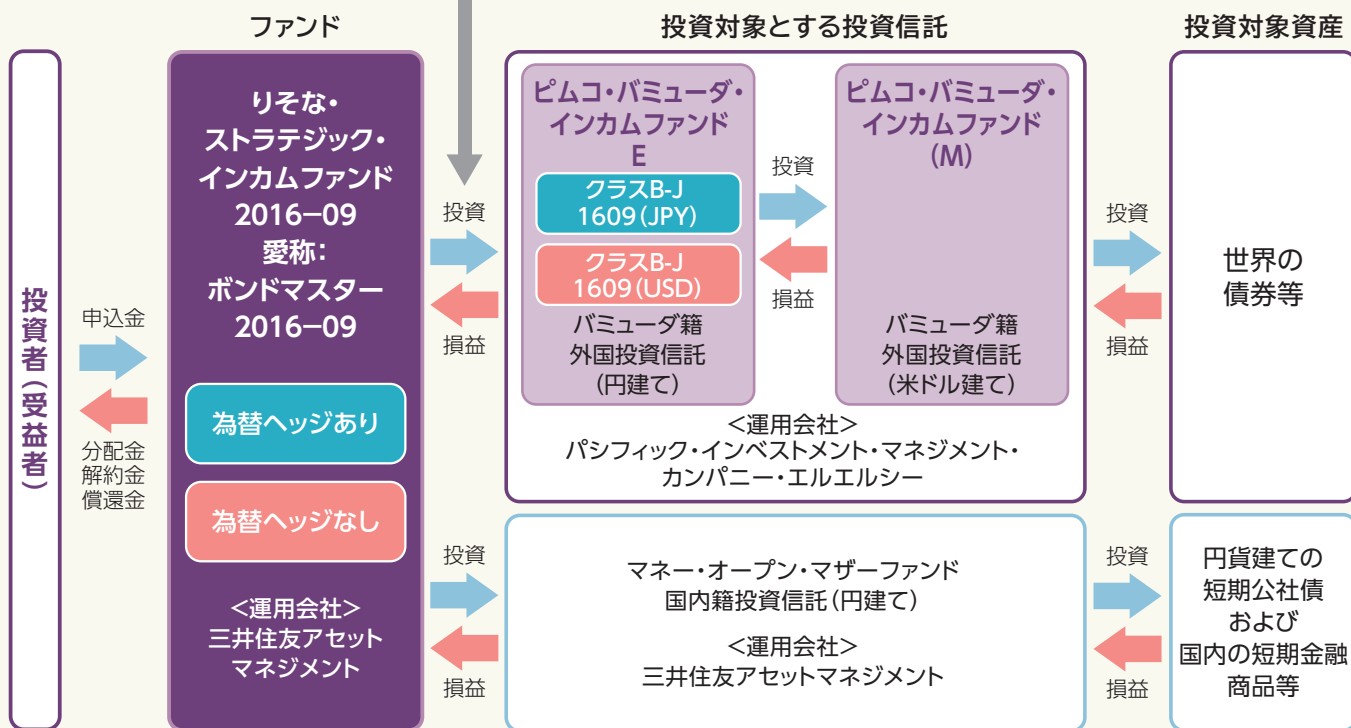 ファンド
投資対象とする投資信託
投資対象資産
投資者(受益者)
申込金
分配金
解約金
償還金
りそな・
ストラテジック・
インカムファンド
2016−09
愛称:
ボンドマスター
2016−09
為替ヘッジあり
為替ヘッジなし
<運用会社>
三井住友アセット
マネジメント
投資
損益
ピムコ・バミューダ・
インカムファンド
E
クラスB-J
1609(JPY)
クラスB-J
1609(USD)
バミューダ籍
外国投資信託
(円建て)
投資
損益
ピムコ・バミューダ・
インカムファンド
(M)
バミューダ籍
外国投資信託
(米ドル建て)
<運用会社>
パシフィック・インベストメント・マネジメント・
カンパニー・エルエルシー
投資
損益
世界の
債券等
投資
損益
マネー・オープン・マザーファンド
国内籍投資信託(円建て)
<運用会社>
三井住友アセットマネジメント
投資
損益
円貨建ての
短期公社債
および
国内の短期金融
商品等